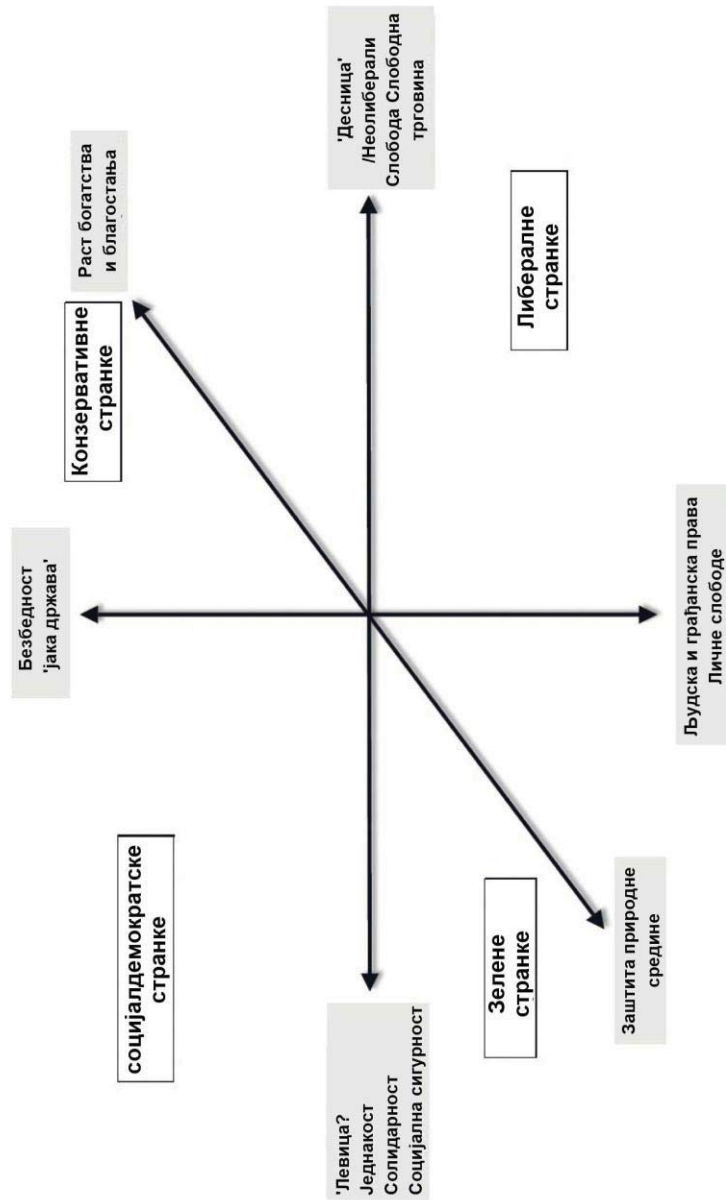 Безбедност
'јака држава'
Раст богатства
и благостања
Конзервативне
странке
социјалдемократске
странке
'Левица?
Једнакост
Солидарност
Социјална сигурност
'Десница'
/Неолиберали
Слобода Слободна
трговина
Зелене
странке
Либералне
странке
Заштита природне
средине
Људска и грађанска права
Личне слободе